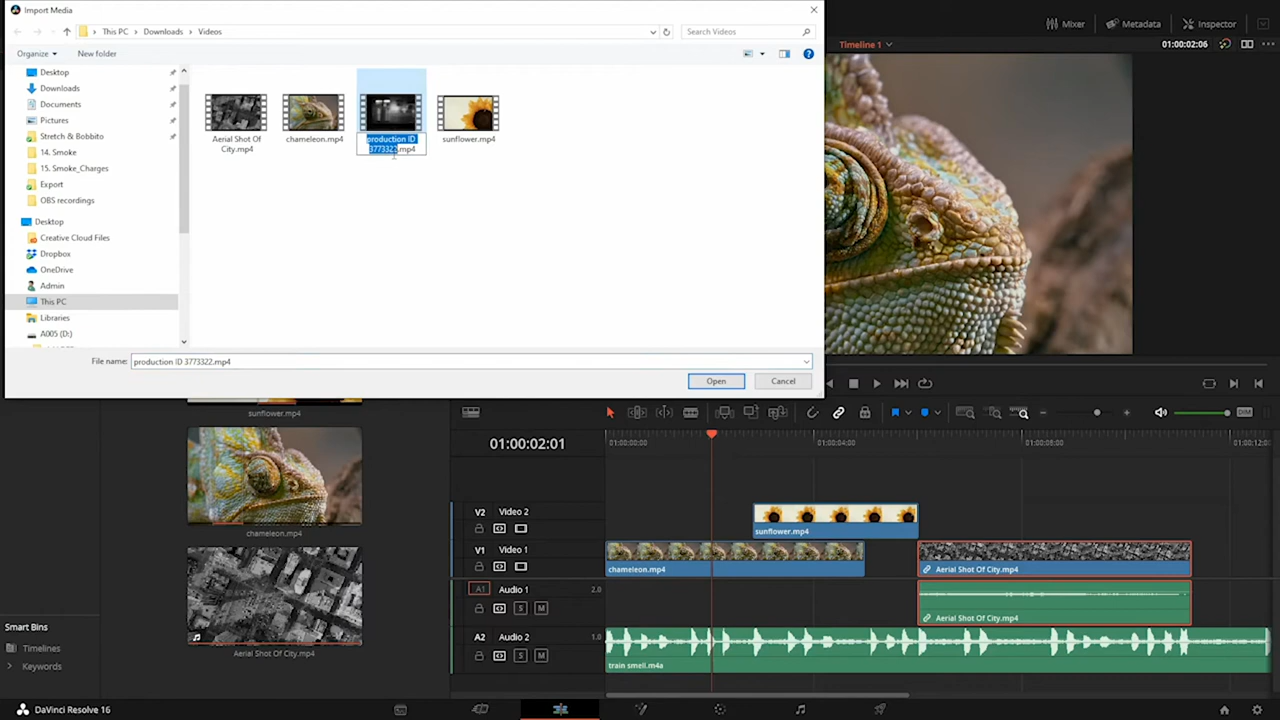 Import Media
This PC
Downloads
Videos
Search Videos
Organize
New folder
Desktop
Downloads
Documents
Pictures
Stretch & Bobbito
14. Smoke
15. Smoke_Charges
Export
OBS recordings
Desktop
Creative Cloud Files
Dropbox
OneDrive
Admin
This PC
Libraries
A005 (D:)
Aerial Shot Of
City.mp4
chameleon.mp4
production ID
3773322.mp4
sunflower.mp4
File name:
production ID 3773322.mp4
Open
Cancel
Mixer
Metadata
Inspector
Timeline 1
01:00:02:06
sunflower.mp4
chameleon.mp4
Aerial Shot Of City.mp4
Smart Bins
Timelines
Keywords
DIM
01:00:02:01
01:00:00:00
01:00:04:00
01:00:08:00
01:00:12:00
V2
Video 2
sunflower.mp4
V1
Video 1
chameleon.mp4
Aerial Shot Of City.mp4
A1
Audio 1
2.0
S
M
Aerial Shot Of City.mp4
A2
Audio 2
1.0
S
M
train smell.m4a
DaVinci Resolve 16